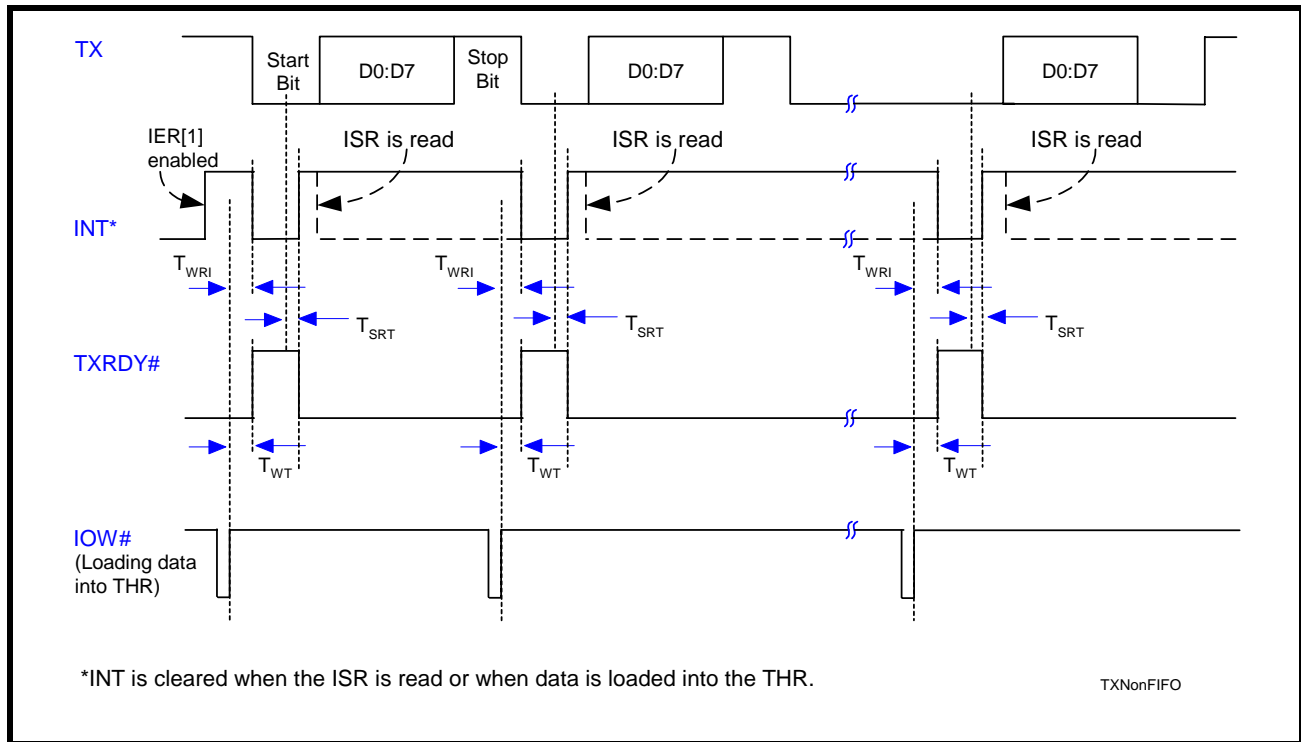 TX
Start
Bit
D0:D7
Stop
Bit
D0:D7
D0:D7
IER[1]
enabled
ISR is read
ISR is read
ISR is read
INT*
TWRI
TWRI
TWRI
TSRT
TSRT
TSRT
TXRDY#
TWT
TWT
TWT
IOW#
(Loading data
into THR)
*INT is cleared when the ISR is read or when data is loaded into the THR.
TXNonFIFO